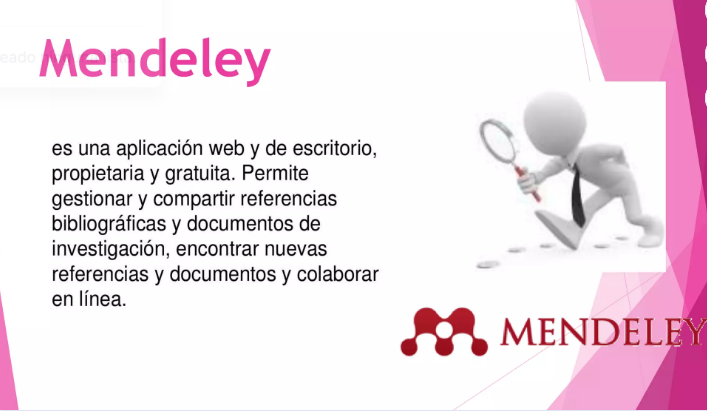 Mendeley
es una aplicación web y de escritorio,
propietaria y gratuita. Permite
gestionar y compartir referencias
bibliográficas y documentos de
investigación, encontrar nuevas
referencias y documentos y colaborar
en línea.
MENDELEY